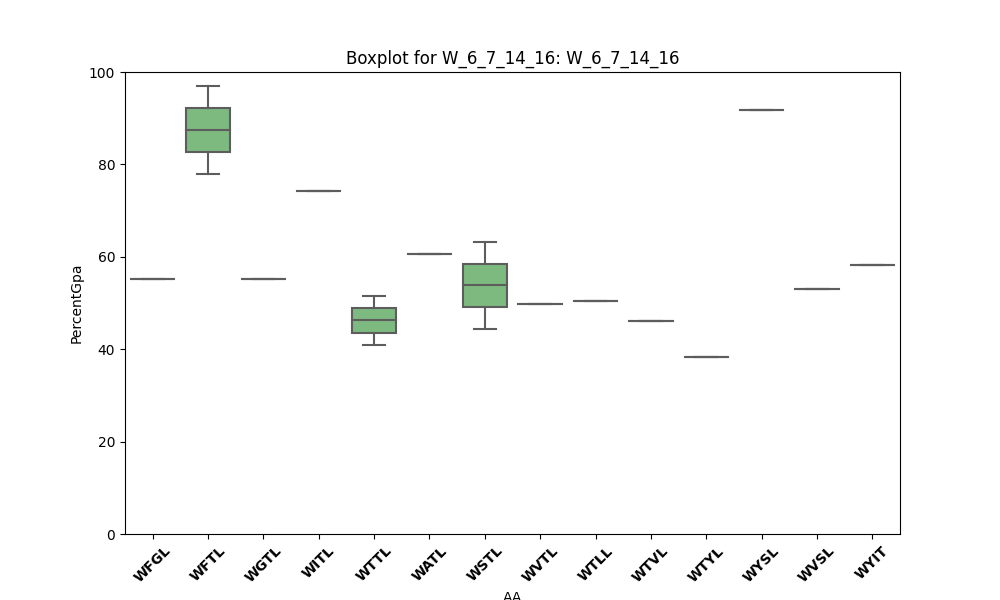 Boxplot for W_6_7_14_16: W_6_7_14_16
PercentGpa
100
80
60
40
20
0
WFGL WFTL WGTL WITL WTTL WATL WSTL WVTL WTLL WTVL WTYL WYSL WVSL WYIT
AA